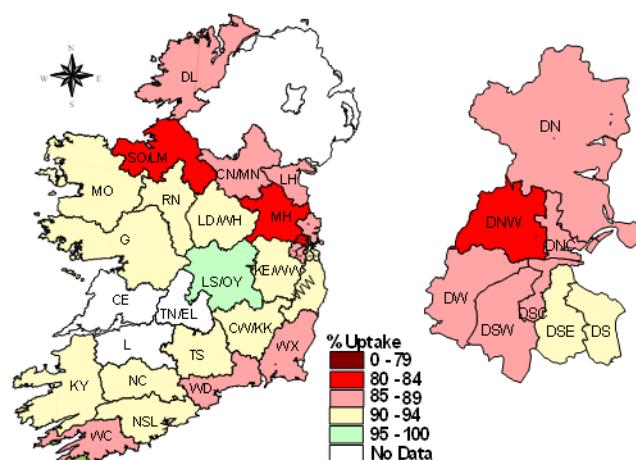 N
W E
S
DL
SO/LM
CN/MN
LH
MO
RN
LD/WH
MH
G
KE/WW
LS/OY
WW
CE
TN/EL
CW/KK
L
TS
WX
KY
NC
WD
NSL
WC
% Uptake
0 - 79
80 - 84
85 - 89
90 - 94
95 - 100
No Data
DN
DNW
DNC
DW
DSC
DSW
DSE
DS